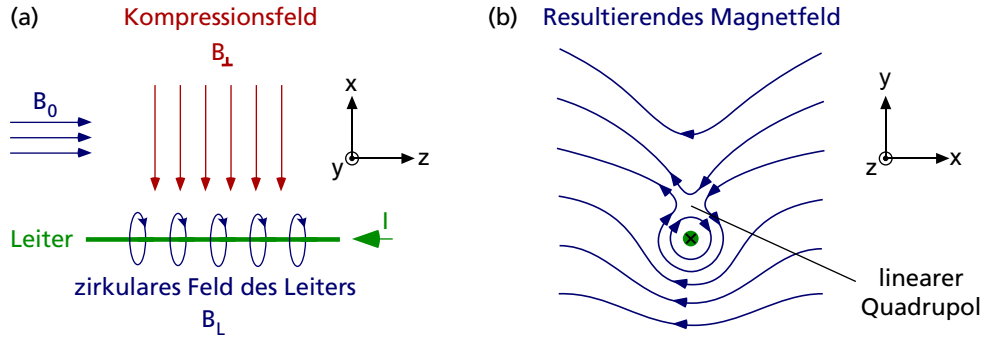 (a)
Kompressionsfeld
B⊥
B0
x
y
z
Leiter
I
zirkulares Feld des Leiters
BL
(b)
Resultierendes Magnetfeld
y
z
x
linearer
Quadrupol